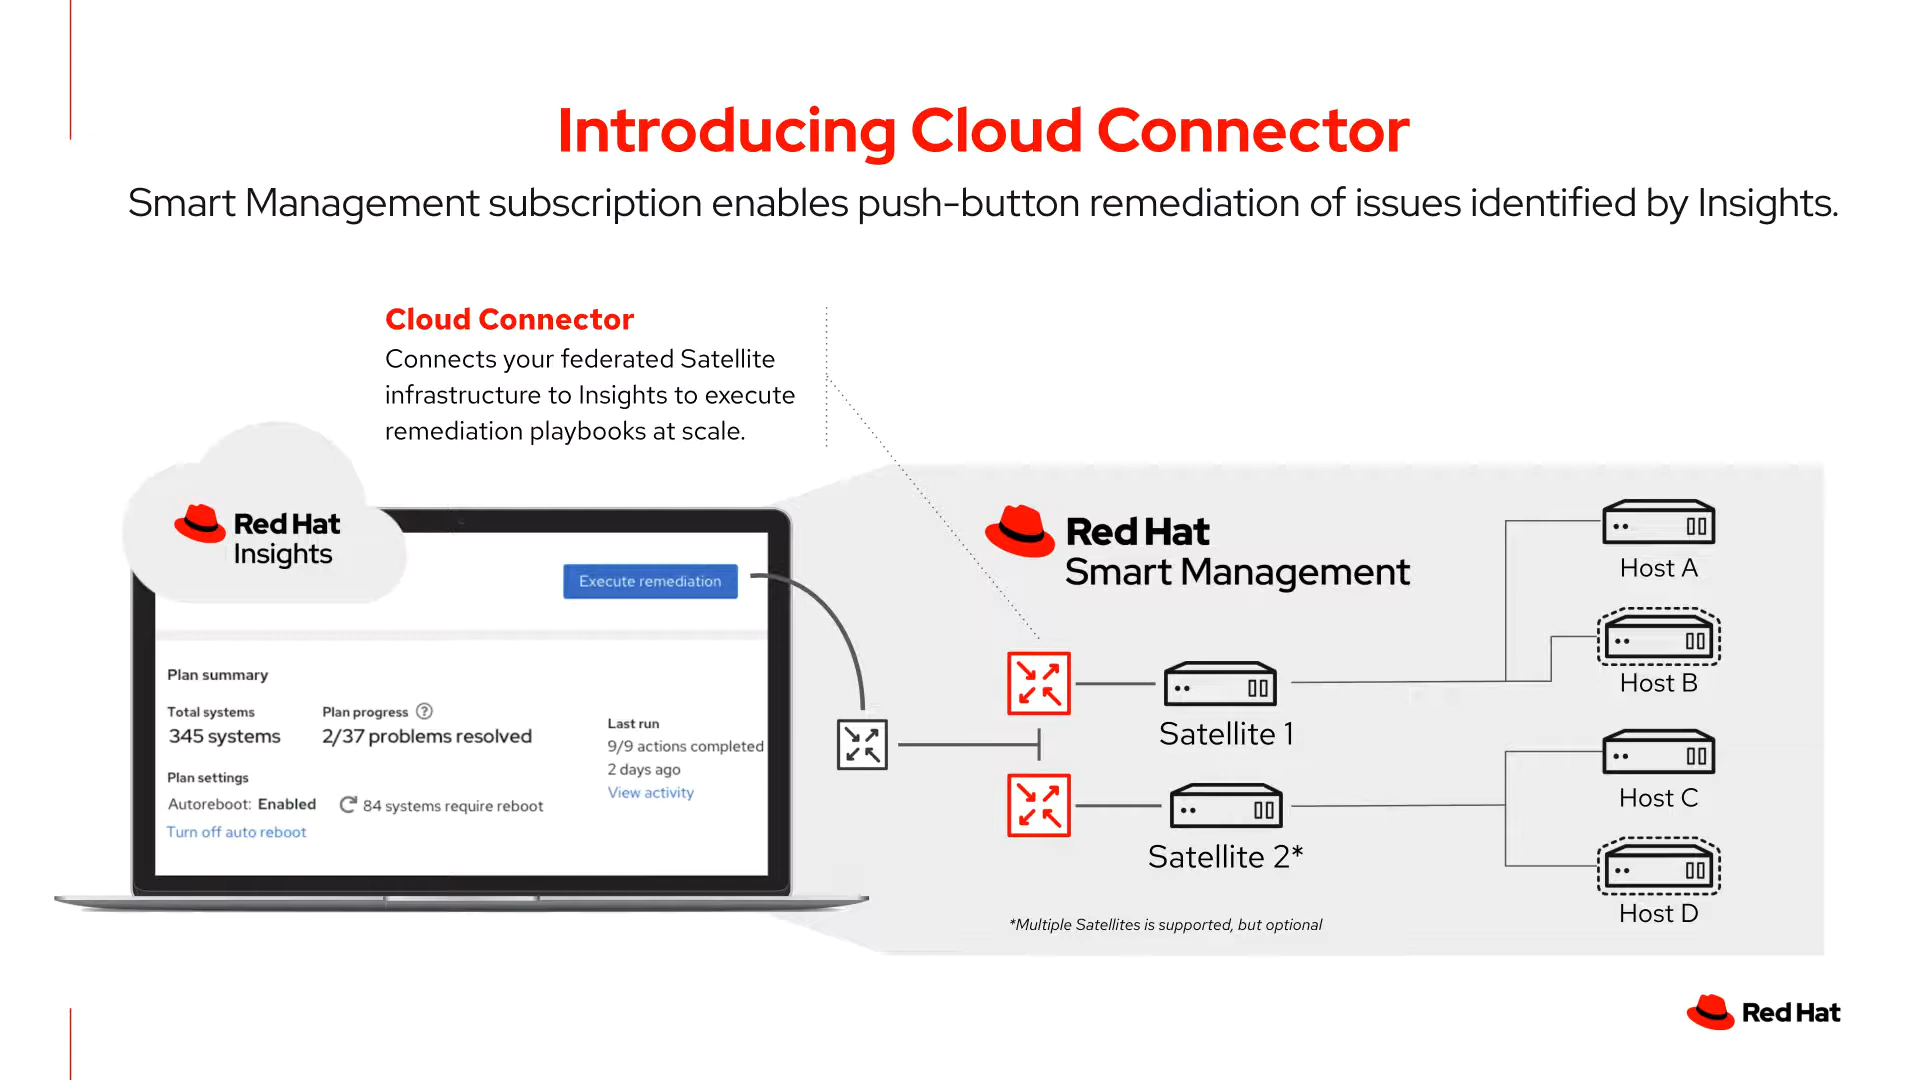 Introducing Cloud Connector
Smart Management subscription enables push-button remediation of issues identified by Insights.
Cloud Connector
Connects your federated Satellite
infrastructure to Insights to execute
remediation playbooks at scale.
Red Hat
Insights
Execute remediation
Plan summary
Total systems
345 systems
Plan progress ?
2/37 problems resolved
Last run
9/9 actions completed
2 days ago
View activity
Plan settings
Autoreboot: Enabled
84 systems require reboot
Turn off auto reboot
Red Hat
Smart Management
Satellite 1
Satellite 2*
*Multiple Satellites is supported, but optional
Host A
Host B
Host C
Host D
Red Hat